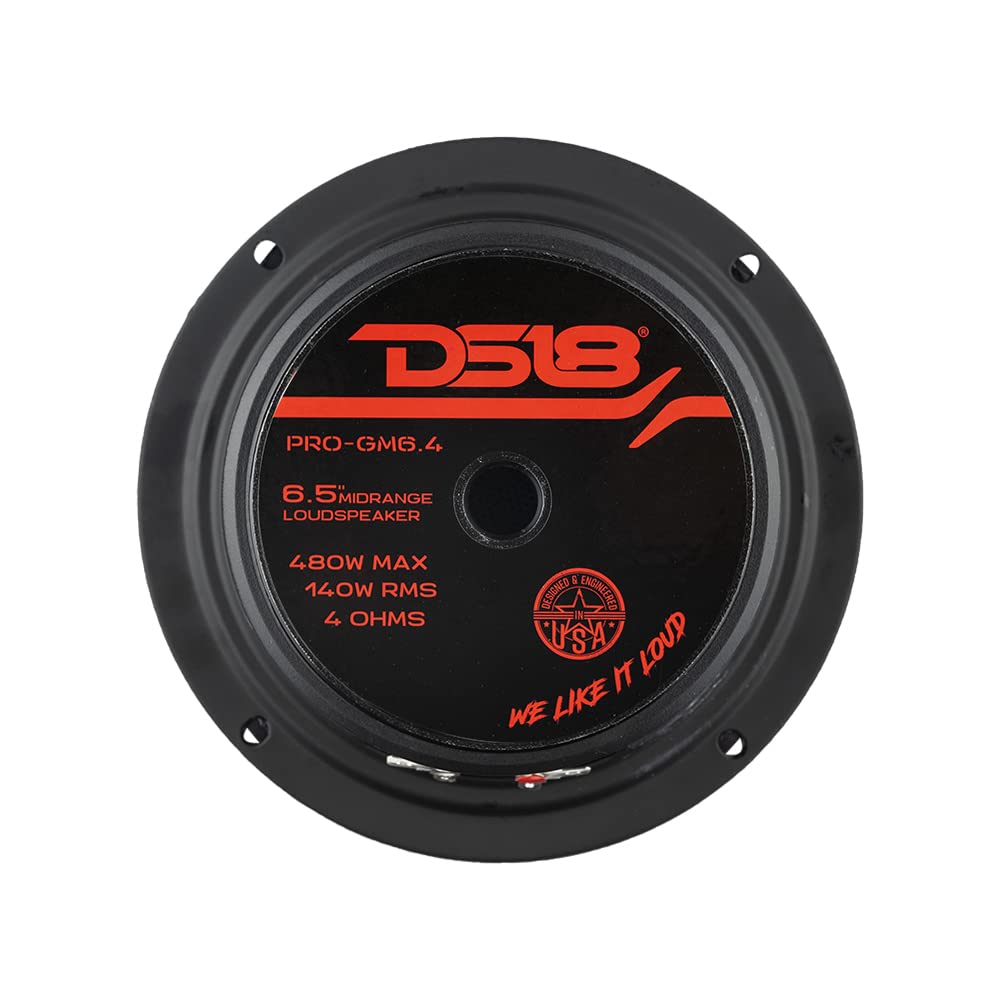 DS18®
PRO-GM6.4
6.5" MIDRANGE
LOUDSPEAKER
480W MAX
140W RMS
4 OHMS
DESIGNED & ENGINEERED
IN
USA
WE LIKE IT LOUD